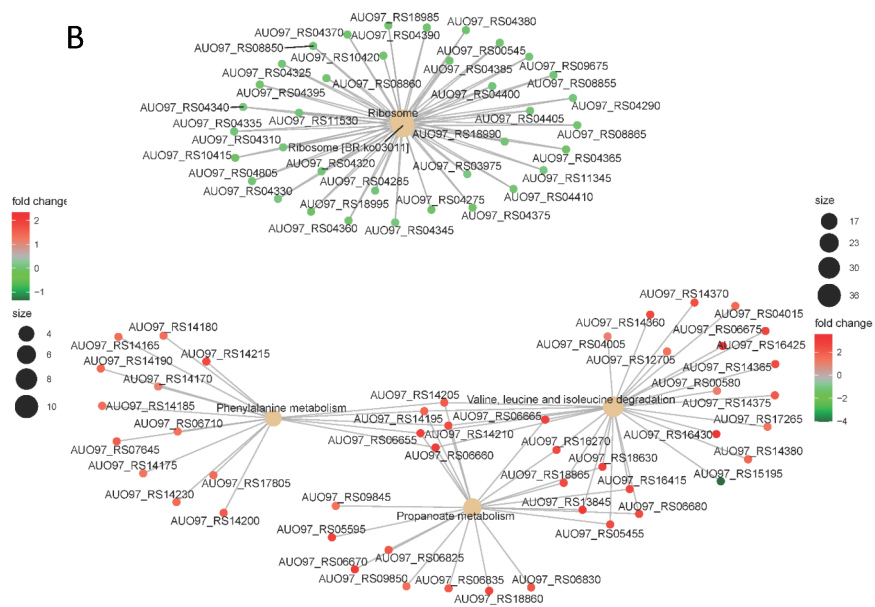 B
AUO97_RS18985
AUO97_RS04380
AUO97_RS04370
AUO97_RS04390
AUO97_RS08850
AUO97_RS00545
AUO97_RS10420
AUO97_RS09675
AUO97_RS04325
AUO97_RS04385
AUO97_RS08860
AUO97_RS08855
AUO97_RS04395
AUO97_RS04400
AUO97_RS04340
AUO97_RS04290
Ribosome
AUO97_RS11530
AUO97_RS04405
AUO97_RS04335
AUO97_RS18990
AUO97_RS08865
AUO97_RS04310
Ribosome [BR:ko03011]
AUO97_RS10415
AUO97_RS04365
AUO97_RS04320
AUO97_RS03975
AUO97_RS04805
AUO97_RS11345
AUO97_RS04285
AUO97_RS04330
AUO97_RS04410
AUO97_RS18995
AUO97_RS04275
AUO97_RS04375
AUO97_RS04360
AUO97_RS04345
fold change
2
1
0
−1
size
4
6
8
10
size
17
23
30
36
fold change
2
0
−2
−4
AUO97_RS14370
AUO97_RS04015
AUO97_RS14360
AUO97_RS06675
AUO97_RS14180
AUO97_RS16425
AUO97_RS14165
AUO97_RS04005
AUO97_RS14215
AUO97_RS12705
AUO97_RS14190
AUO97_RS14365
AUO97_RS14170
AUO97_RS00580
AUO97_RS14205
Valine, leucine and isoleucine degradation
AUO97_RS14375
AUO97_RS14185
Phenylalanine metabolism
AUO97_RS14195
AUO97_RS06665
AUO97_RS17265
AUO97_RS06710
AUO97_RS14210
AUO97_RS16430
AUO97_RS06655
AUO97_RS16270
AUO97_RS07645
AUO97_RS06660
AUO97_RS18630
AUO97_RS14380
AUO97_RS14175
AUO97_RS18865
AUO97_RS15195
AUO97_RS17805
AUO97_RS16415
AUO97_RS14230
AUO97_RS09845
AUO97_RS13845
AUO97_RS06680
AUO97_RS14200
Propanoate metabolism
AUO97_RS05595
AUO97_RS05455
AUO97_RS06825
AUO97_RS06670
AUO97_RS09850
AUO97_RS06835
AUO97_RS06830
AUO97_RS18860